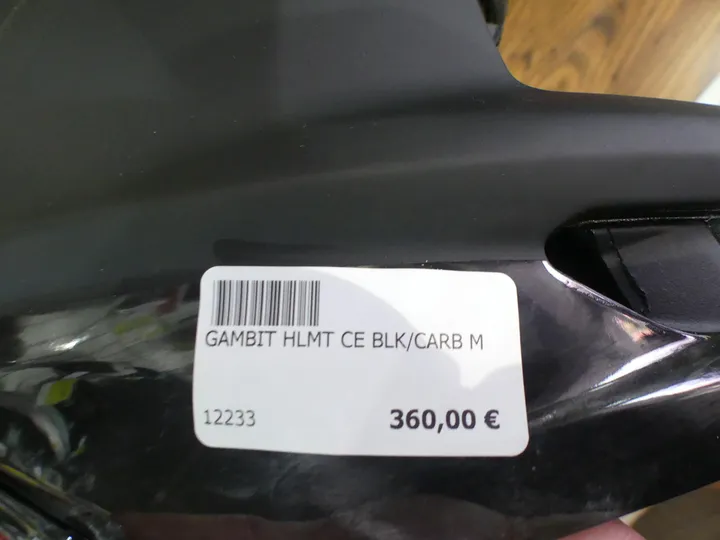 GAMBIT HLMT CE BLK/CARB M
12233 360,00 €